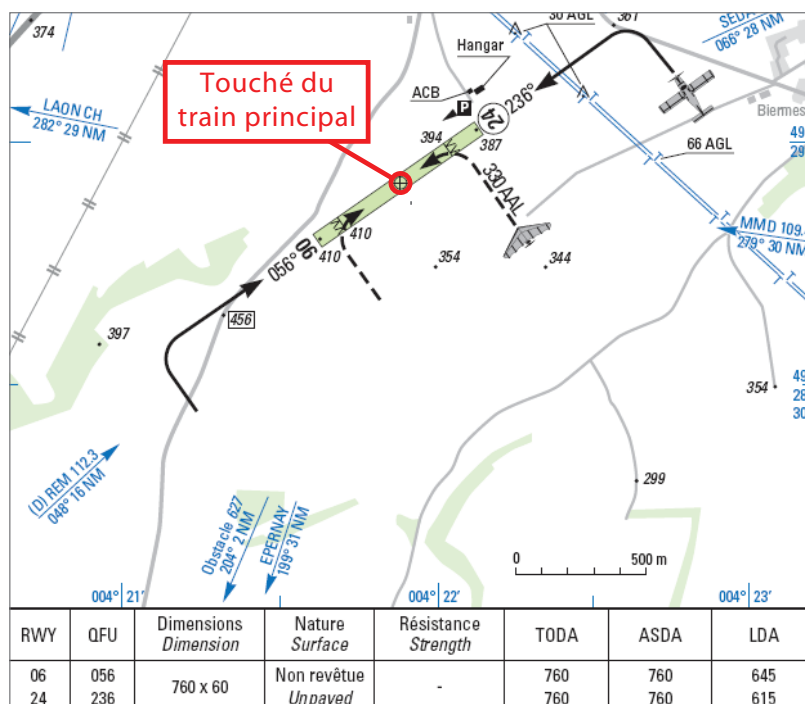 374
30 AGL
361
SEDA
066° 28 NM
Hangar
LAON CH
282° 29 NM
Touché du
train principal
ACB
P
24
236°
Biermes
394
387
49
29
66 AGL
330 AAL
410
06
410
056°
354
344
MMD 109.
279° 30 NM
456
397
354
49
28
30
(D) REM 112.3
048° 16 NM
299
Obstacle 627
204° 2 NM
EPERNAY
199° 31 NM
0 500 m
004° 21'
004° 22'
004° 23'
RWY QFU Dimensions Nature Résistance TODA ASDA LDA
Dimension Surface Strength
06 056 760 x 60 Non revêtue - 760 760 645
24 236 Unpaved 760 760 615